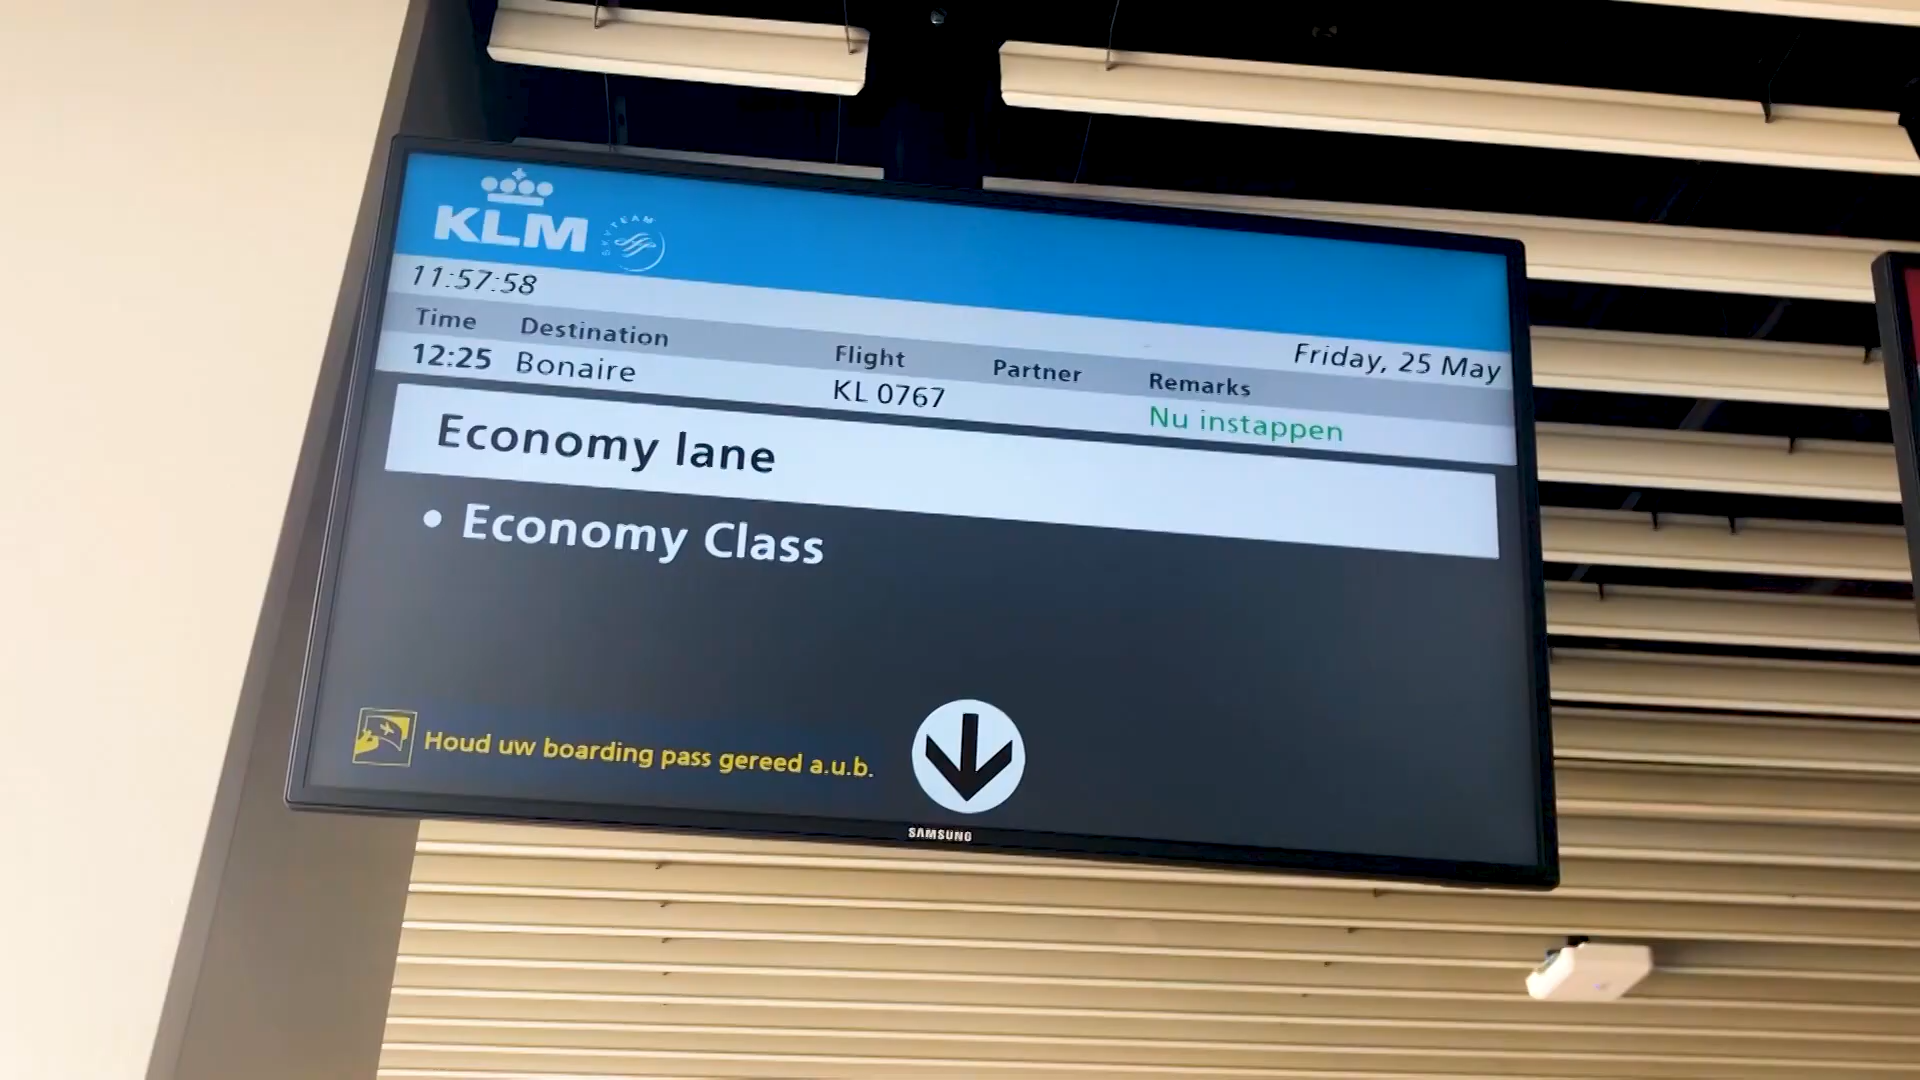 KLM SKYTEAM
11:57:58
Friday, 25 May
Time Destination Flight Partner Remarks
12:25 Bonaire KL 0767 Nu instappen
Economy lane
• Economy Class
Houd uw boarding pass gereed a.u.b.
SAMSUNG